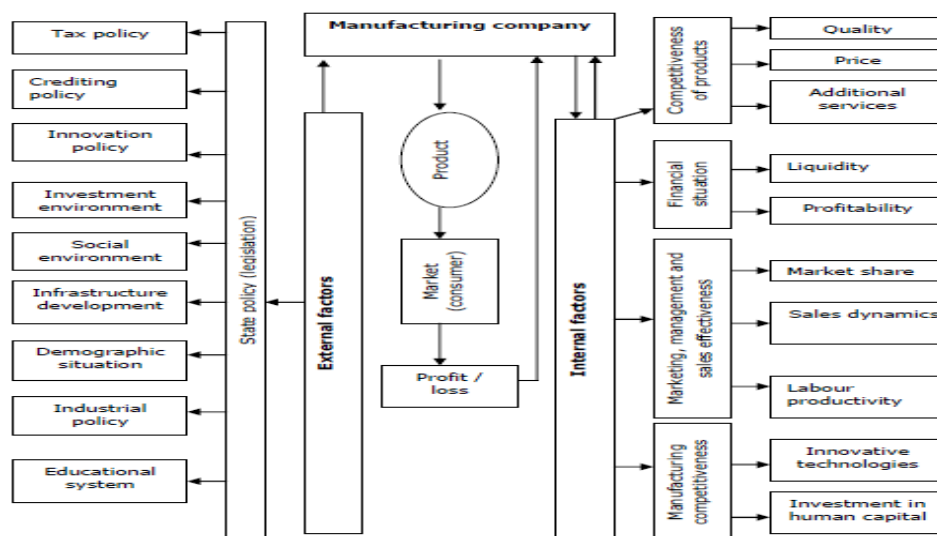 Manufacturing company
Tax policy
Crediting
policy
Innovation
policy
Investment
environment
Social
environment
Infrastructure
development
Demographic
situation
Industrial
policy
Educational
system
State policy (legislation)
External factors
Product
Market
(consumer)
Profit /
loss
Internal factors
Competitiveness
of products
Quality
Price
Additional
services
Financial
situation
Liquidity
Profitability
Marketing, management and
sales effectiveness
Market share
Sales dynamics
Labour
productivity
Manufacturing
competitiveness
Innovative
technologies
Investment in
human capital